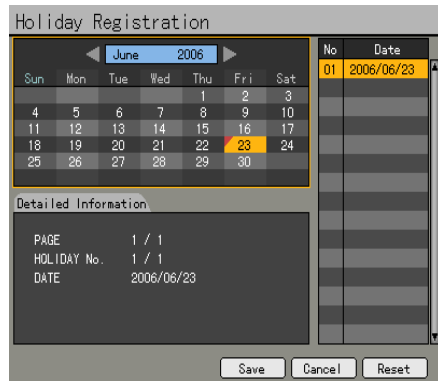 Holiday Registration
June 2006
Sun Mon Tue Wed Thu Fri Sat
1 2 3
4 5 6 7 8 9 10
11 12 13 14 15 16 17
18 19 20 21 22 23 24
25 26 27 28 29 30
No Date
01 2006/06/23
Detailed Information
PAGE 1 / 1
HOLIDAY No. 1 / 1
DATE 2006/06/23
Save Cancel Reset